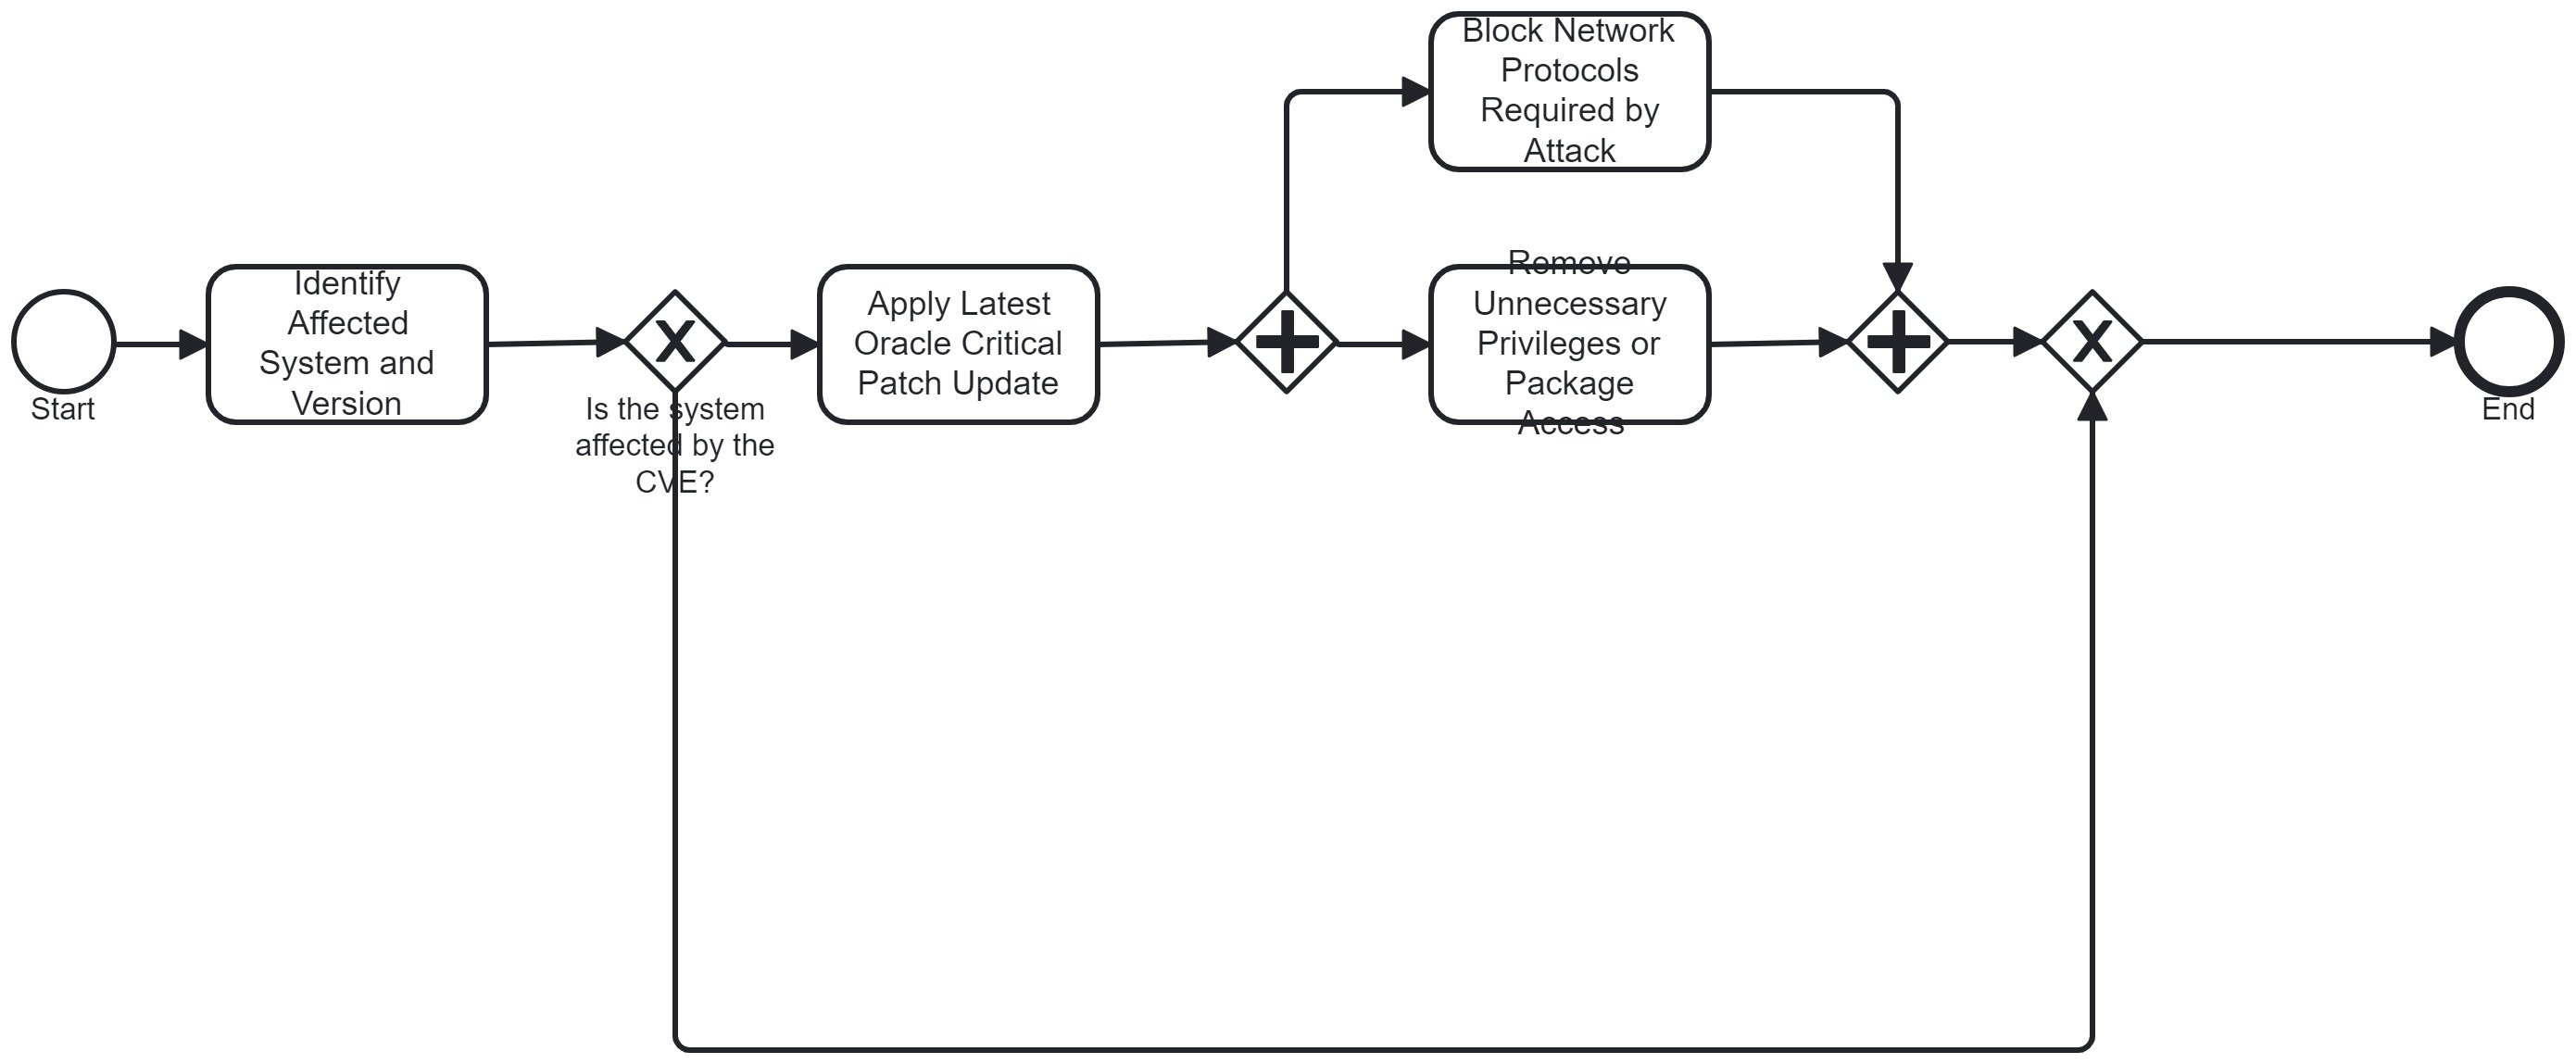 Start
Identify
Affected
System and
Version
Is the system
affected by the
CVE?
X
Apply Latest
Oracle Critical
Patch Update
Block Network
Protocols
Required by
Attack
Remove
Unnecessary
Privileges or
Package
Access
X
End